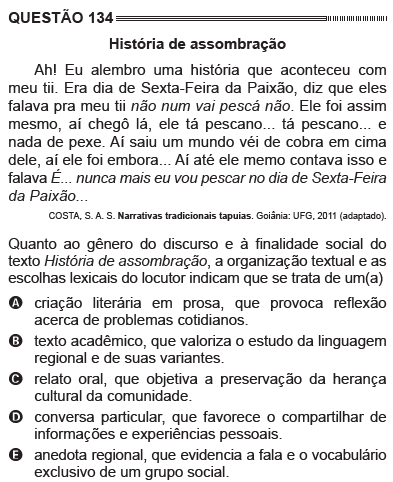 QUESTÃO 134
História de assombração
Ah! Eu alembro uma história que aconteceu com
meu tii. Era dia de Sexta-Feira da Paixão, diz que eles
falava pra meu tii não num vai pescá não. Ele foi assim
mesmo, aí chegô lá, ele tá pescano... tá pescano... e
nada de pexe. Aí saiu um mundo véi de cobra em cima
dele, aí ele foi embora... Aí até ele memo contava isso e
falava É... nunca mais eu vou pescar no dia de Sexta-Feira
da Paixão...
COSTA, S. A. S. Narrativas tradicionais tapuias. Goiânia: UFG, 2011 (adaptado).
Quanto ao gênero do discurso e à finalidade social do
texto História de assombração, a organização textual e as
escolhas lexicais do locutor indicam que se trata de um(a)
A criação literária em prosa, que provoca reflexão
acerca de problemas cotidianos.
B texto acadêmico, que valoriza o estudo da linguagem
regional e de suas variantes.
C relato oral, que objetiva a preservação da herança
cultural da comunidade.
D conversa particular, que favorece o compartilhar de
informações e experiências pessoais.
E anedota regional, que evidencia a fala e o vocabulário
exclusivo de um grupo social.